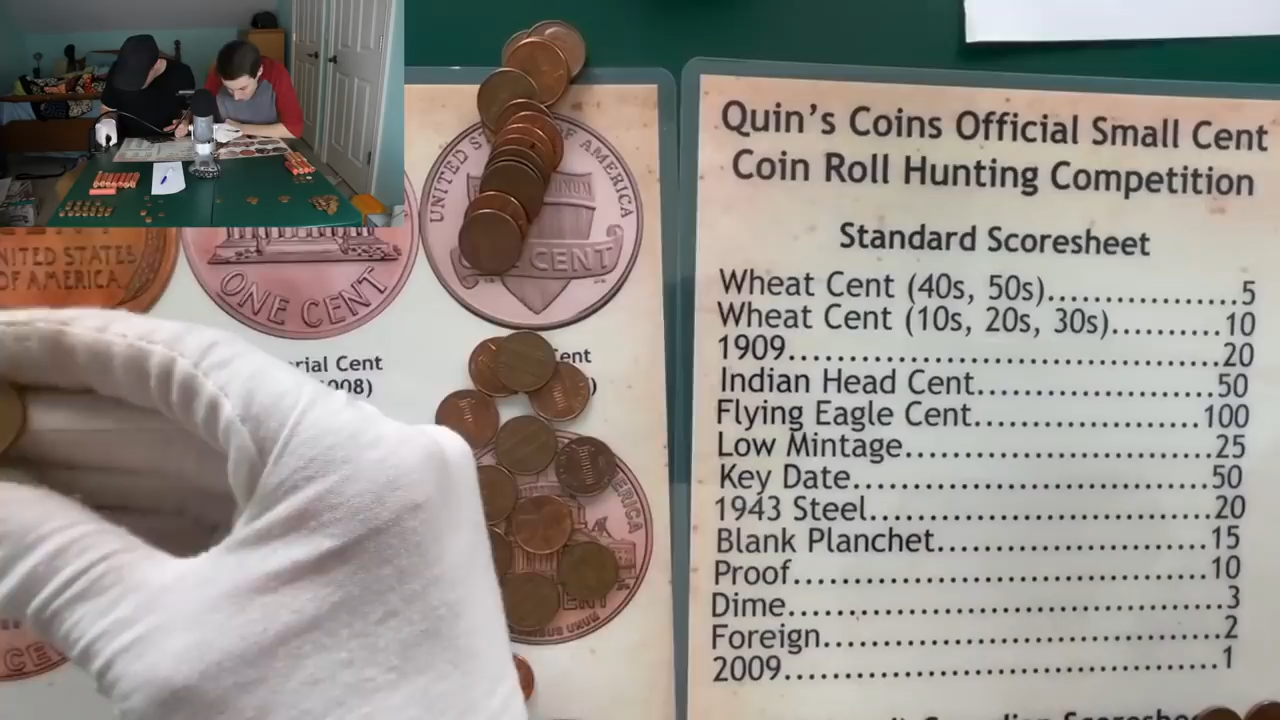 Quin's Coins Official Small Cent
Coin Roll Hunting Competition
Standard Scoresheet
Wheat Cent (40s, 50s)..................5
Wheat Cent (10s, 20s, 30s)..........10
1909..........................................20
Indian Head Cent.......................50
Flying Eagle Cent......................100
Low Mintage..............................25
Key Date...................................50
1943 Steel.................................20
Blank Planchet...........................15
Proof.........................................10
Dime...........................................3
Foreign........................................2
2009............................................1
UNITED STATES
OF AMERICA
ONE CENT
UNITED S OF AMERICA
CENT
rial Cent
008)
ent